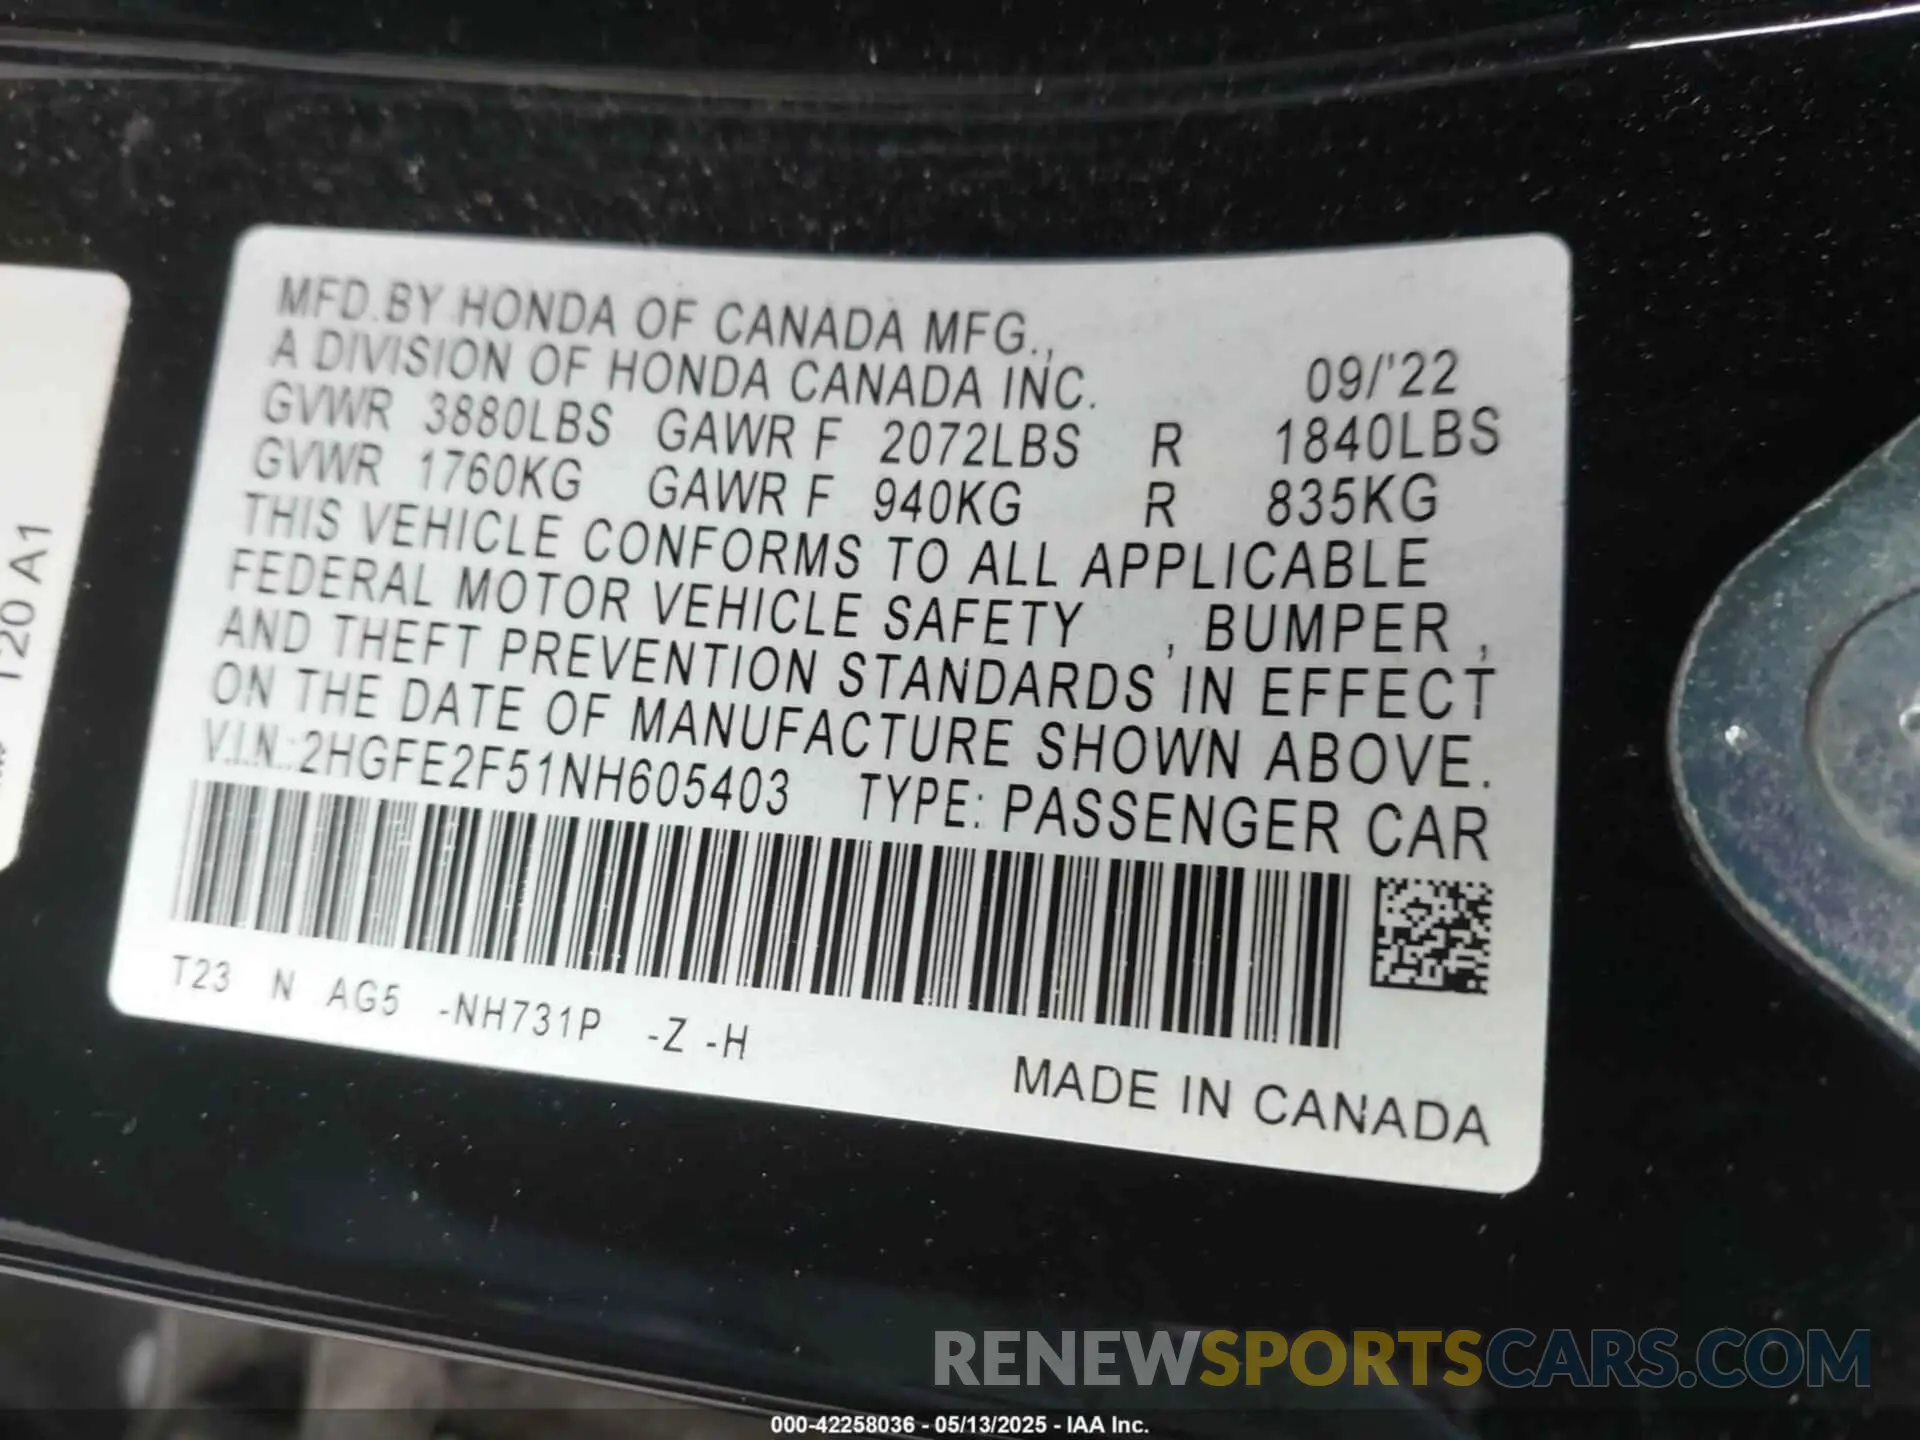 MFD.BY HONDA OF CANADA MFG.,
A DIVISION OF HONDA CANADA INC. 09/'22
GVWR 3880LBS GAWR F 2072LBS R 1840LBS
GVWR 1760KG GAWR F 940KG R 835KG
THIS VEHICLE CONFORMS TO ALL APPLICABLE
FEDERAL MOTOR VEHICLE SAFETY , BUMPER ,
AND THEFT PREVENTION STANDARDS IN EFFECT
ON THE DATE OF MANUFACTURE SHOWN ABOVE.
V.I.N.:2HGFE2F51NH605403 TYPE: PASSENGER CAR
T23 N AG5 -NH731P -Z -H
MADE IN CANADA
120 A1
RENEWSPORTSCARS.COM
000-42258036 - 05/13/2025 - IAA Inc.